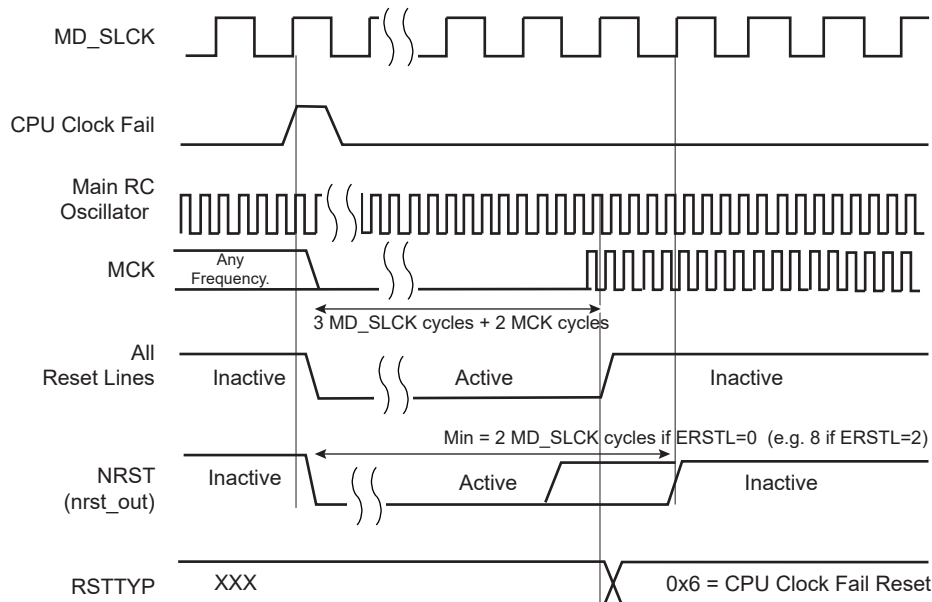 MD_SLCK
CPU Clock Fail
Main RC
Oscillator
MCK
Any
Frequency.
3 MD_SLCK cycles + 2 MCK cycles
All
Reset Lines
Inactive
Active
Inactive
Min = 2 MD_SLCK cycles if ERSTL=0 (e.g. 8 if ERSTL=2)
NRST
(nrst_out)
Inactive
Active
Inactive
RSTTYP
XXX
0x6 = CPU Clock Fail Reset